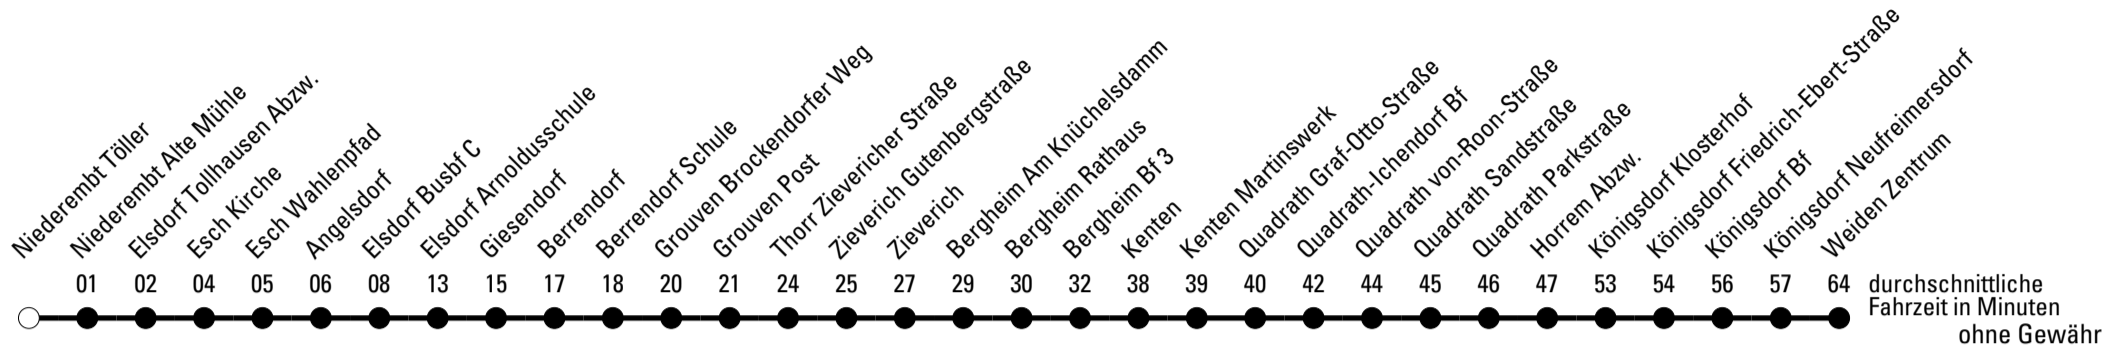 Niederembt Töller
Niederembt Alte Mühle
Elsdorf Tollhausen Abzw.
Esch Kirche
Esch Wahlenpfad
Angelsdorf
Elsdorf Busbf C
Elsdorf Arnoldusschule
Giesendorf
Berrendorf
Berrendorf Schule
Grouven Brockendorfer Weg
Grouven Post
Thorr Zievericher Straße
Zieverich Gutenbergstraße
Zieverich
Bergheim Am Knüchelsdamm
Bergheim Rathaus
Bergheim Bf 3
Kenten
Kenten Martinswerk
Quadrath Graf-Otto-Straße
Quadrath-Ichendorf Bf
Quadrath von-Roon-Straße
Quadrath Sandstraße
Quadrath Parkstraße
Horrem Abzw.
Königsdorf Klosterhof
Königsdorf Friedrich-Ebert-Straße
Königsdorf Bf
Königsdorf Neufreimersdorf
Weiden Zentrum
01 02 04 05 06 08 13 15 17 18 20 21 24 25 27 29 30 32 38 39 40 42 44 45 46 47 53 54 56 57 64 durchschnittliche
Fahrzeit in Minuten
ohne Gewähr